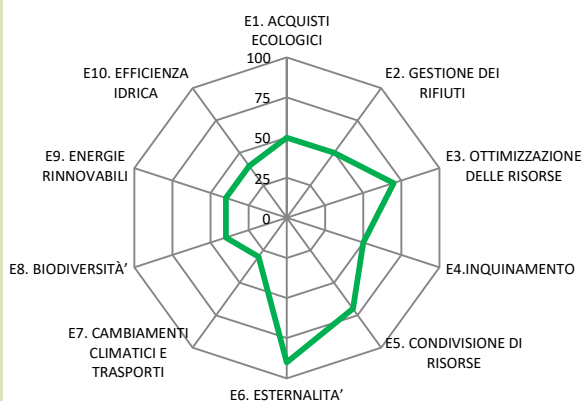 E1. ACQUISTI
ECOLOGICI
E2. GESTIONE DEI
RIFIUTI
E3. OTTIMIZZAZIONE
DELLE RISORSE
E4.INQUINAMENTO
E5. CONDIVISIONE DI
RISORSE
E6. ESTERNALITA’
E7. CAMBIAMENTI
CLIMATICI E
TRASPORTI
E8. BIODIVERSITÀ’
E9. ENERGIE
RINNOVABILI
E10. EFFICIENZA
IDRICA
100
75
50
25
0